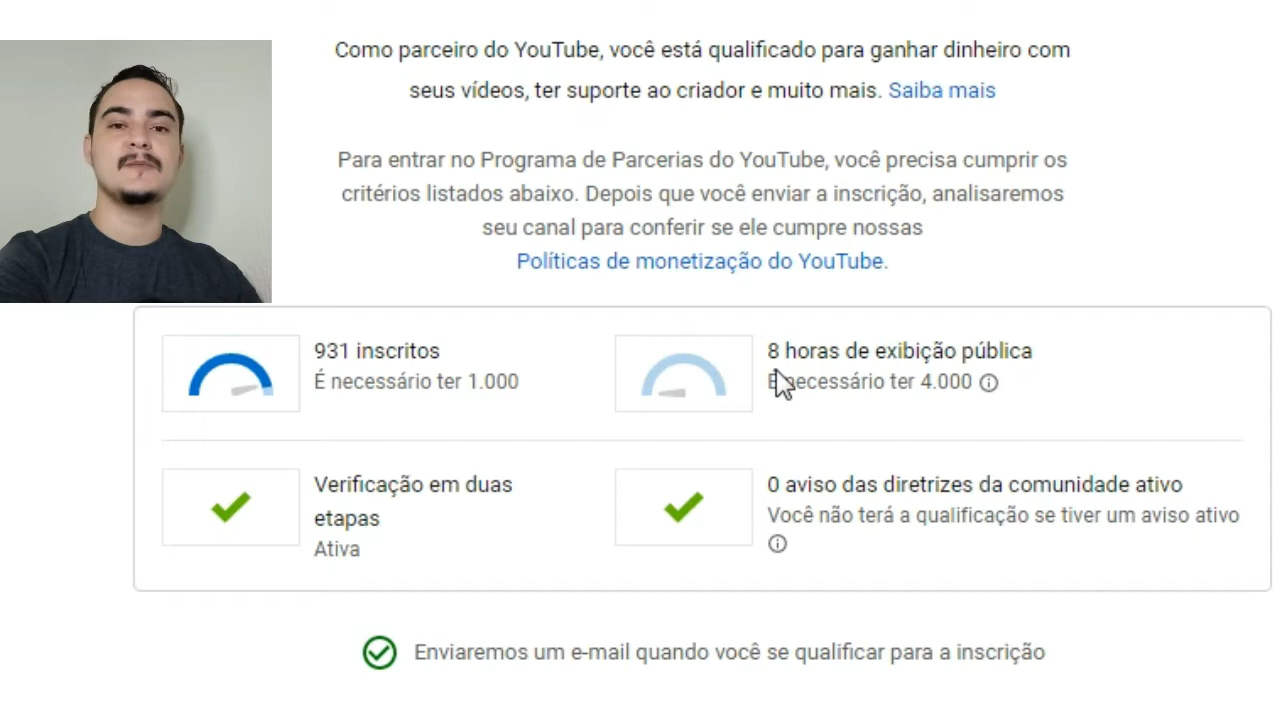 Como parceiro do YouTube, você está qualificado para ganhar dinheiro com
seus vídeos, ter suporte ao criador e muito mais. Saiba mais
Para entrar no Programa de Parcerias do YouTube, você precisa cumprir os
critérios listados abaixo. Depois que você enviar a inscrição, analisaremos
seu canal para conferir se ele cumpre nossas
Políticas de monetização do YouTube.
931 inscritos
É necessário ter 1.000
8 horas de exibição pública
É necessário ter 4.000
Verificação em duas
etapas
Ativa
0 aviso das diretrizes da comunidade ativo
Você não terá a qualificação se tiver um aviso ativo
Enviaremos um e-mail quando você se qualificar para a inscrição